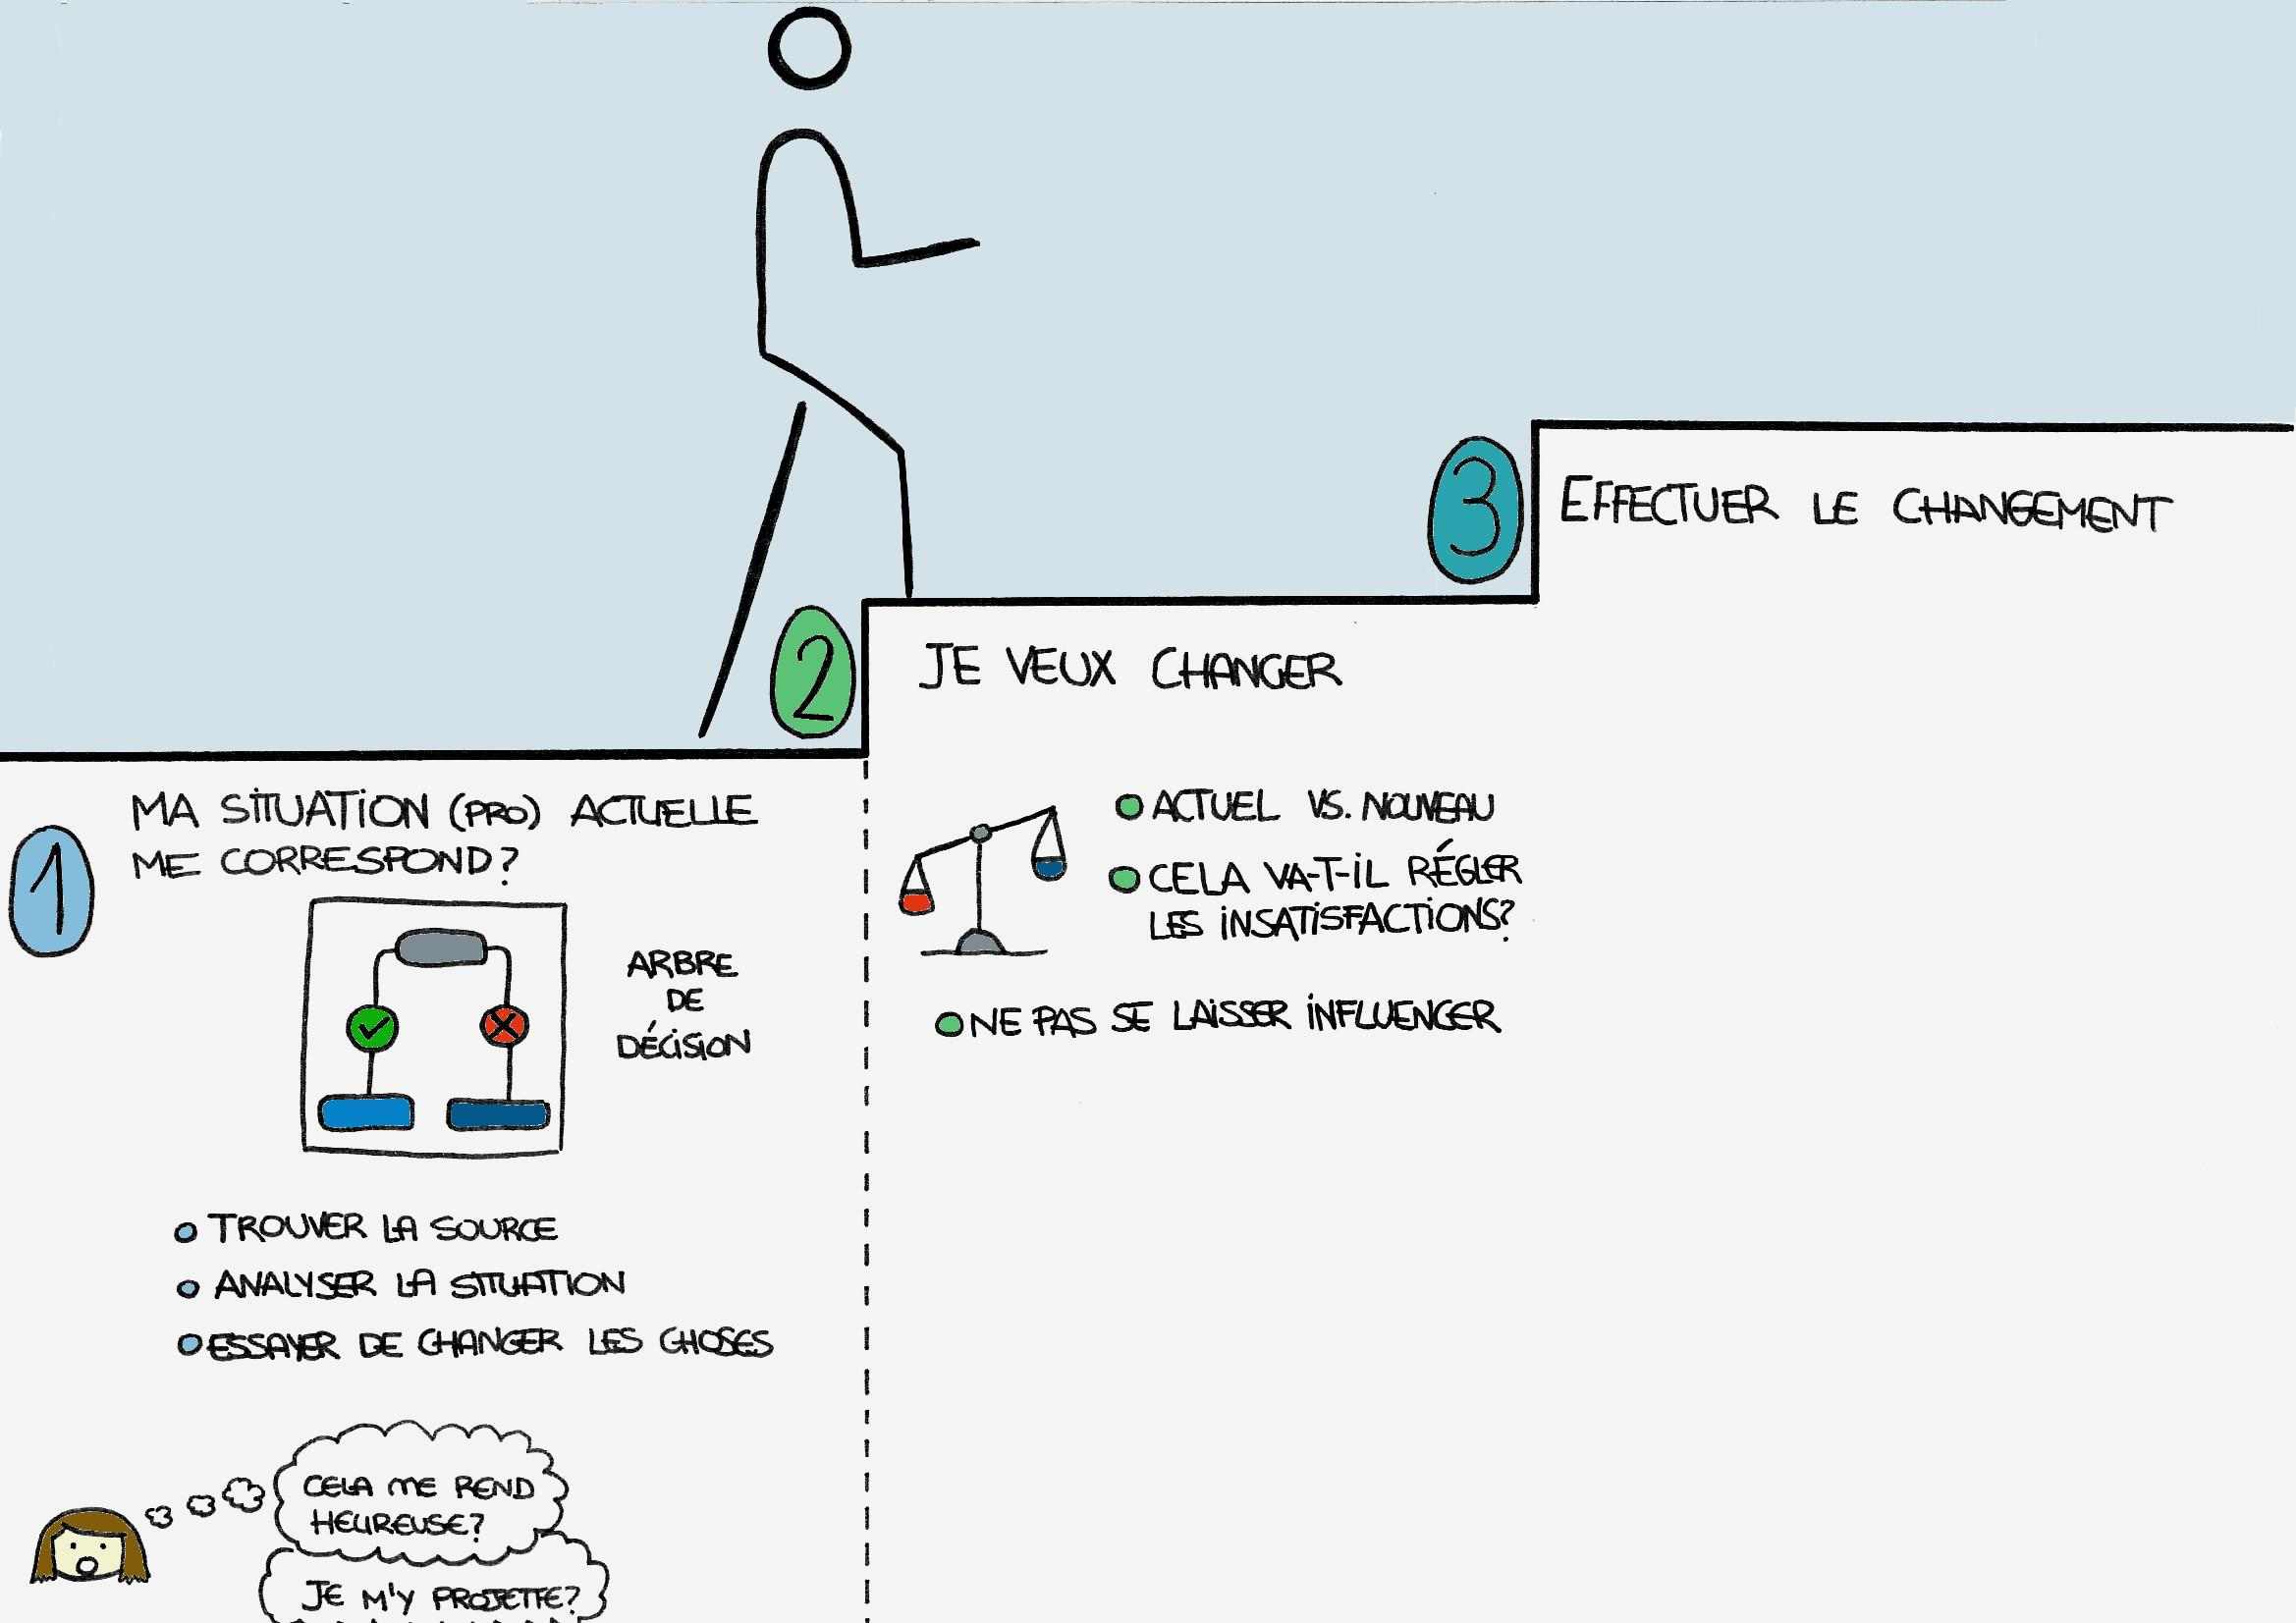 1
MA SITUATION (PRO) ACTUELLE
ME CORRESPOND?
ARBRE
DE
DÉCISION
TROUVER LA SOURCE
ANALYSER LA SITUATION
ESSAYER DE CHANGER LES CHOSES
CELA ME REND
HEUREUSE?
JE M'Y PROJETTE?
2
JE VEUX CHANGER
ACTUEL VS. NOUVEAU
CELA VA-T-IL RÉGLER
LES INSATISFACTIONS?
NE PAS SE LAISSER INFLUENCER
3
EFFECTUER LE CHANGEMENT